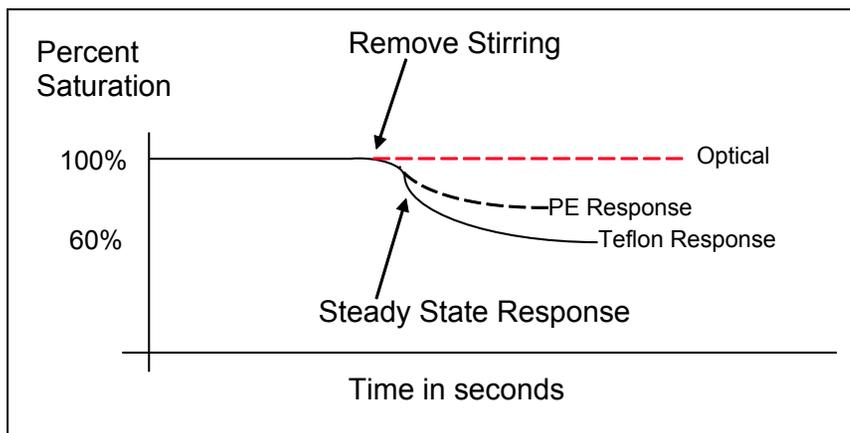 Percent
Saturation
Remove Stirring
100%
Optical
PE Response
60%
Teflon Response
Steady State Response
Time in seconds